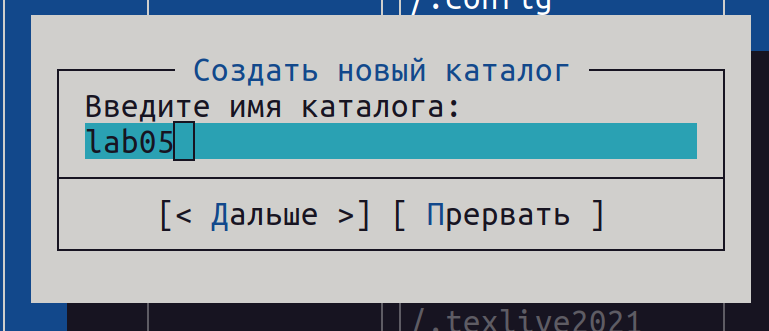 /.config
Создать новый каталог
Введите имя каталога:
lab05
[< Дальше >] [ Прервать ]
/.texlive2021